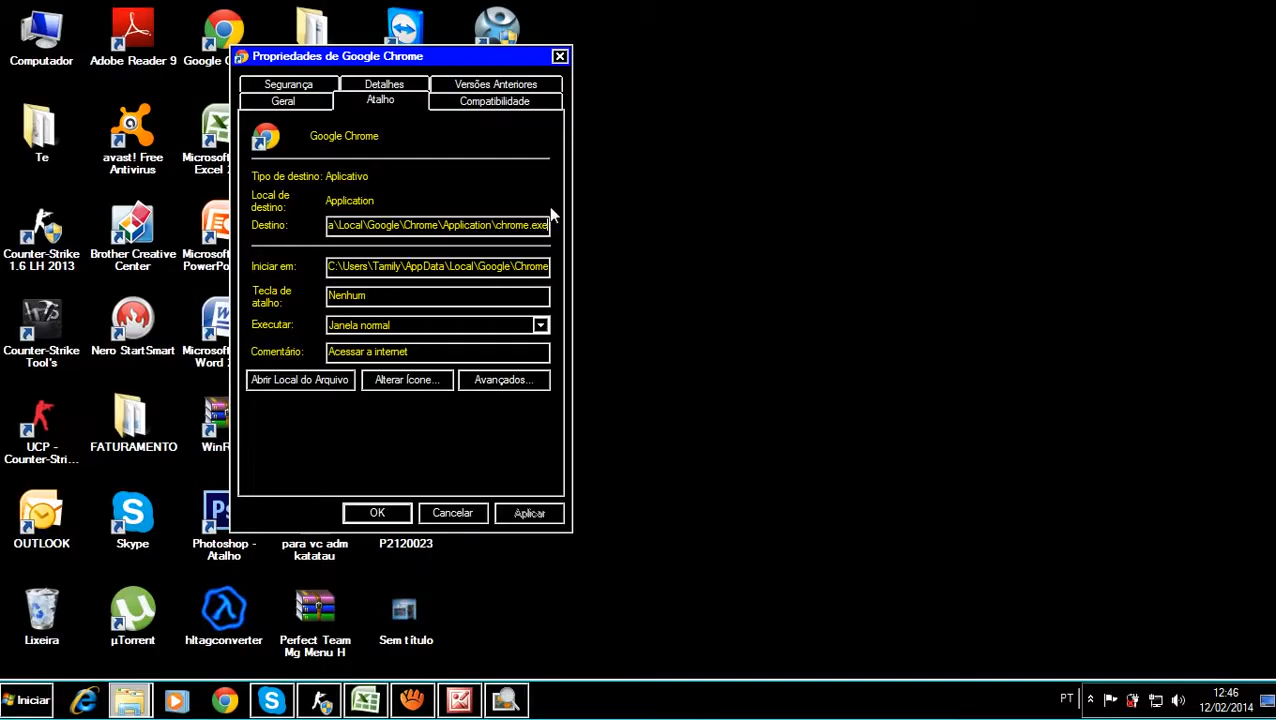 Computador
Adobe Reader 9
Google C
Propriedades de Google Chrome
Segurança
Detalhes
Versões Anteriores
Geral
Atalho
Compatibilidade
Google Chrome
Tipo de destino: Aplicativo
Local de
destino:
Application
Destino:
a\Local\Google\Chrome\Application\chrome.exe
Iniciar em:
C:\Users\Tamily\AppData\Local\Google\Chrome
Tecla de
atalho:
Nenhum
Executar:
Janela normal
Comentário:
Acessar a internet
Abrir Local do Arquivo
Alterar Ícone...
Avançados...
OK
Cancelar
Aplicar
Te
avast! Free
Antivirus
Microsof
Excel 2
Counter-Strike
1.6 LH 2013
Brother Creative
Center
Microsof
PowerPo
Counter-Strike
Tool's
Nero StartSmart
Microsof
Word 2
UCP -
Counter-Stri...
FATURAMENTO
WinR
OUTLOOK
Skype
Photoshop -
Atalho
para vc adm
katatau
P2120023
Lixeira
µTorrent
hltagconverter
Perfect Team
Mg Menu H
Sem título
Iniciar
PT
12:46
12/02/2014